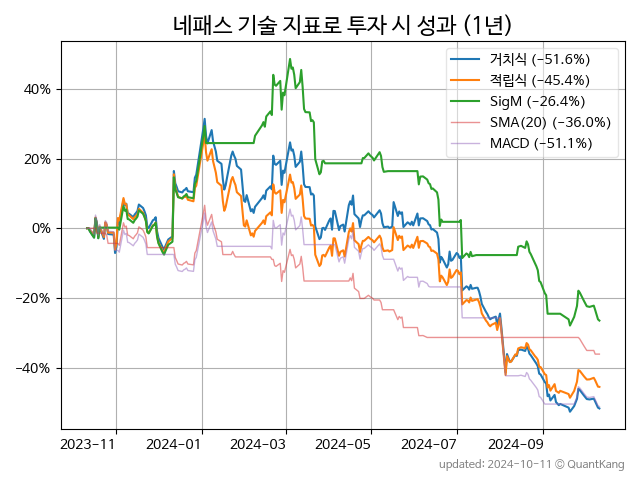 네패스 기술 지표로 투자 시 성과 (1년)
거치식 (−51.6%)
적립식 (−45.4%)
SigM (−26.4%)
SMA(20) (−36.0%)
MACD (−51.1%)
40%
20%
0%
−20%
−40%
2023-11 2024-01 2024-03 2024-05 2024-07 2024-09
updated: 2024-10-11 © QuantKang